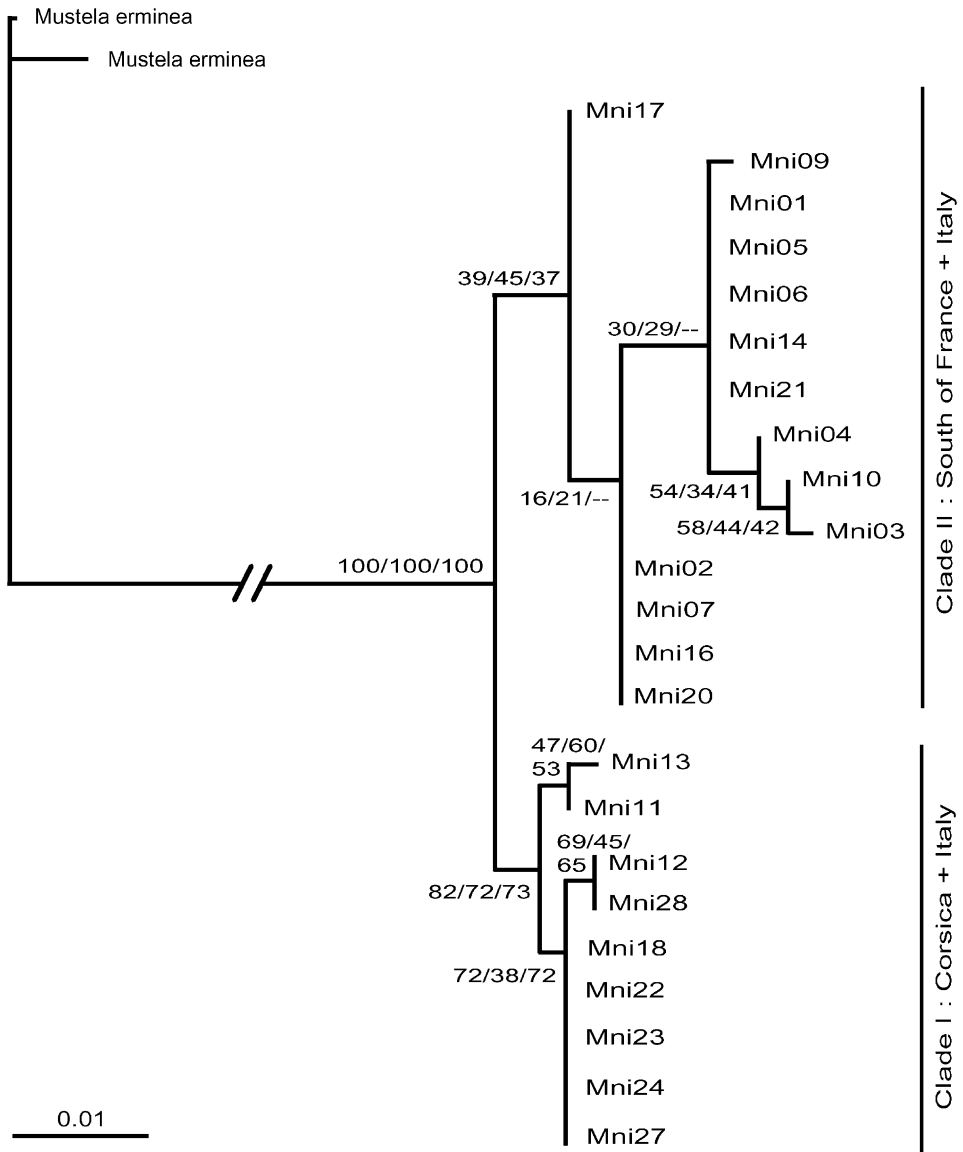 Mustela erminea
Mustela erminea
Mni17
Mni09
Mni01
Mni05
39/45/37
Mni06
30/29/--
Mni14
Mni21
Mni04
Mni10
54/34/41
16/21/--
58/44/42
Mni03
100/100/100
Mni02
Mni07
Mni16
Mni20
Clade II : South of France + Italy
47/60/
53
Mni13
Mni11
69/45/
65
Mni12
82/72/73
Mni28
Mni18
72/38/72
Mni22
Mni23
Mni24
Mni27
Clade I : Corsica + Italy
0.01